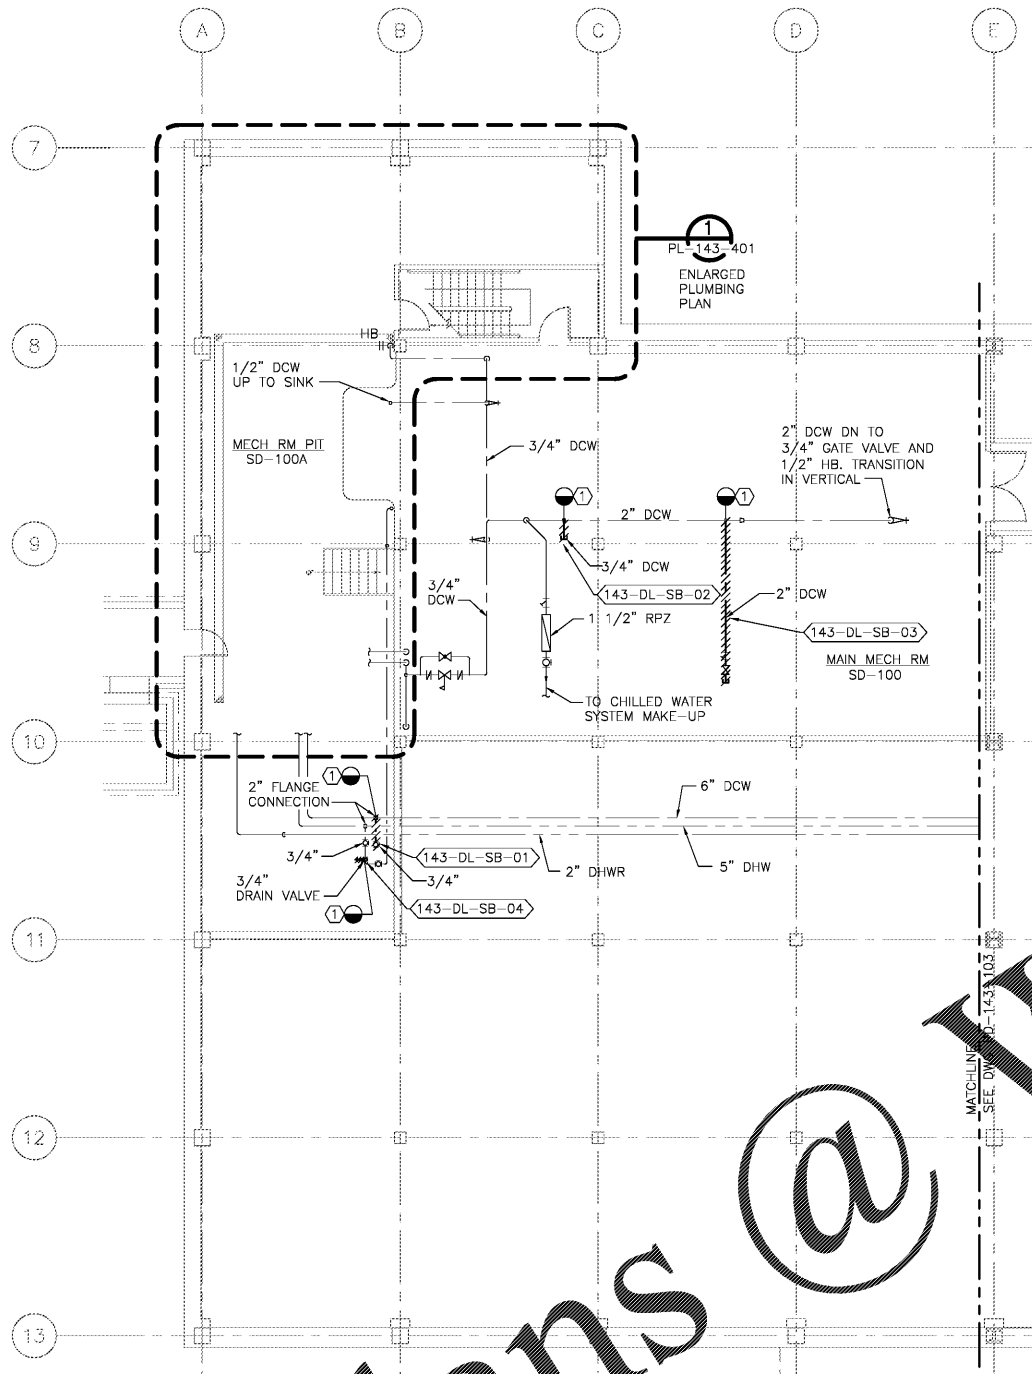 A
B
C
D
E
7
1
PL-143-401
ENLARGED
PLUMBING
PLAN
HB
8
1/2" DCW
UP TO SINK
MECH RM PIT
SD-100A
3/4" DCW
2" DCW DN TO
3/4" GATE VALVE AND
1/2" HB. TRANSITION
IN VERTICAL
1
1
2" DCW
9
3/4" DCW
3/4"
DCW
143-DL-SB-02
2" DCW
1 1/2" RPZ
143-DL-SB-03
MAIN MECH RM
SD-100
TO CHILLED WATER
SYSTEM MAKE-UP
10
1
2" FLANGE
CONNECTION
6" DCW
3/4"
143-DL-SB-01
2" DHWR
5" DHW
3/4"
3/4"
DRAIN VALVE
143-DL-SB-04
1
11
MATCHLINE
SEE DWG
D-143-103
12
@
ns
13